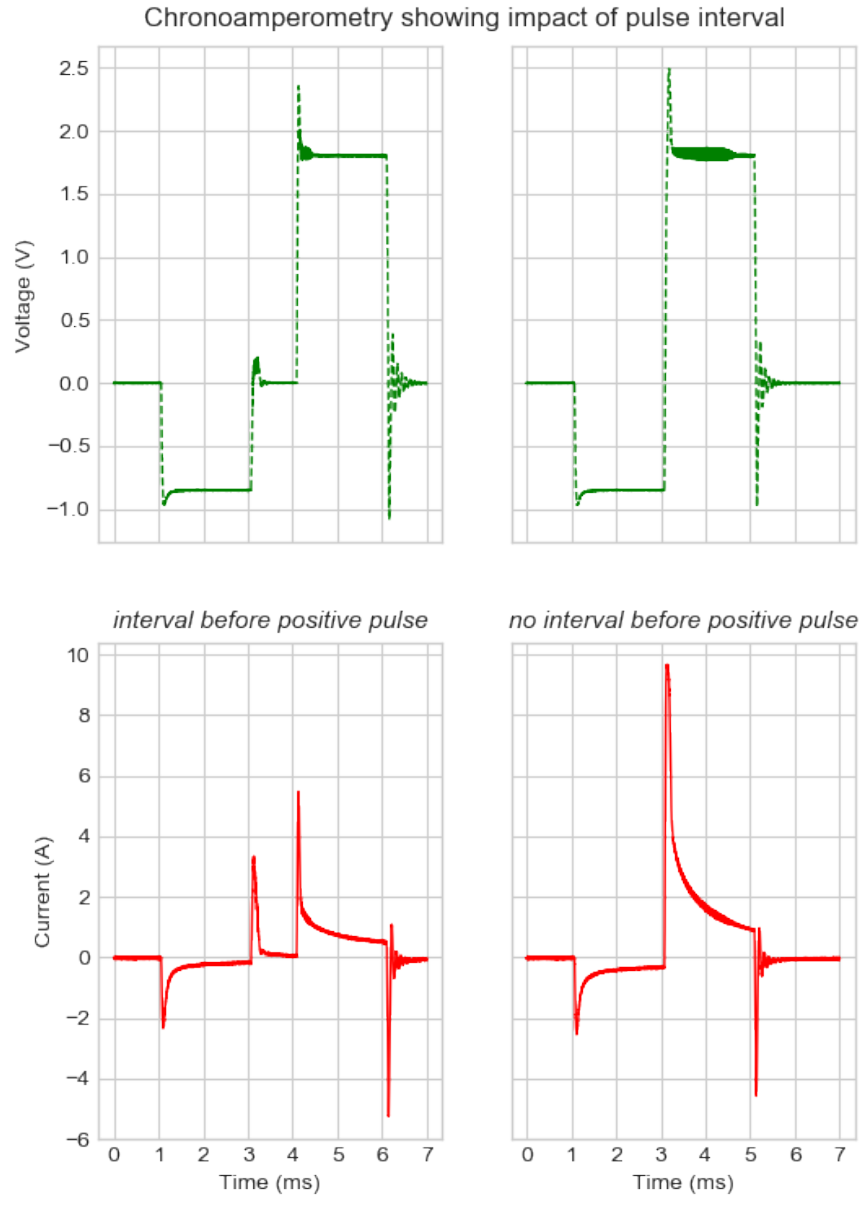 Chronoamperometry showing impact of pulse interval
2.5
2.0
1.5
1.0
0.5
0.0
−0.5
−1.0
Voltage (V)
interval before positive pulse
no interval before positive pulse
10
8
6
4
2
0
−2
−4
−6
Current (A)
0 1 2 3 4 5 6 7
0 1 2 3 4 5 6 7
Time (ms)
Time (ms)